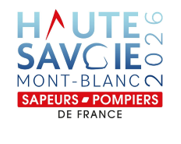 HAUTE
SAVOIE
MONT-BLANC
2026
SAPEURS-POMPIERS
DE FRANCE